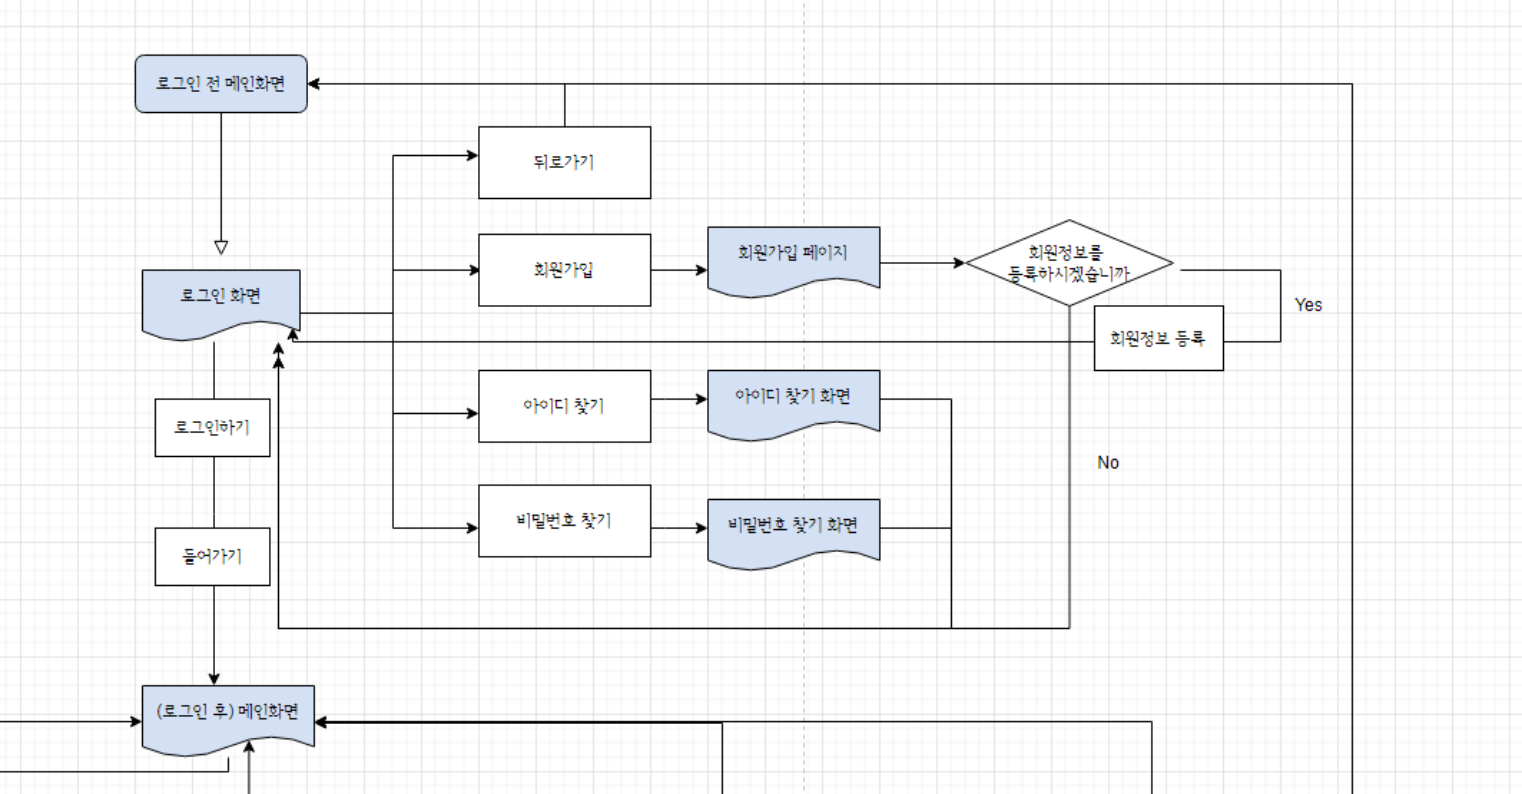 로그인 전 메인화면
뒤로가기
회원가입
회원가입 페이지
회원정보를
등록하시겠습니까
로그인 화면
Yes
회원정보 등록
아이디 찾기
아이디 찾기 화면
로그인하기
No
비밀번호 찾기
비밀번호 찾기 화면
들어가기
(로그인 후) 메인화면